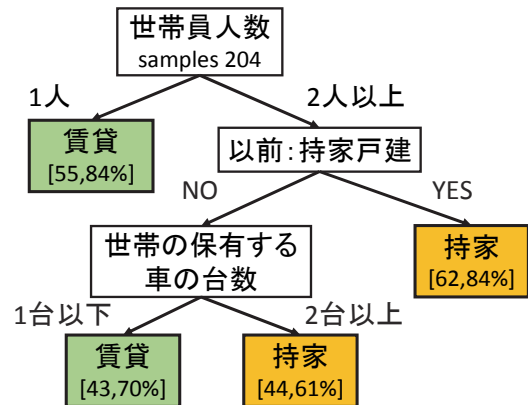 世帯員人数
samples 204
1人
2人以上
賃貸
[55,84%]
以前：持家戸建
NO
YES
世帯の保有する
車の台数
持家
[62,84%]
1台以下
2台以上
賃貸
[43,70%]
持家
[44,61%]